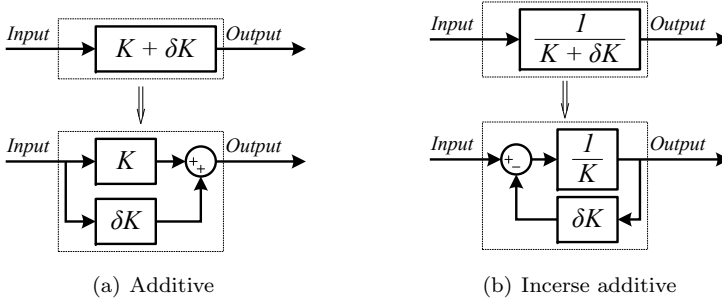 Input
K + δK
Output
Input
K
+
+
Output
δK
(a) Additive
Input
1
K + δK
Output
Input
+
−
1
K
Output
δK
(b) Incerse additive